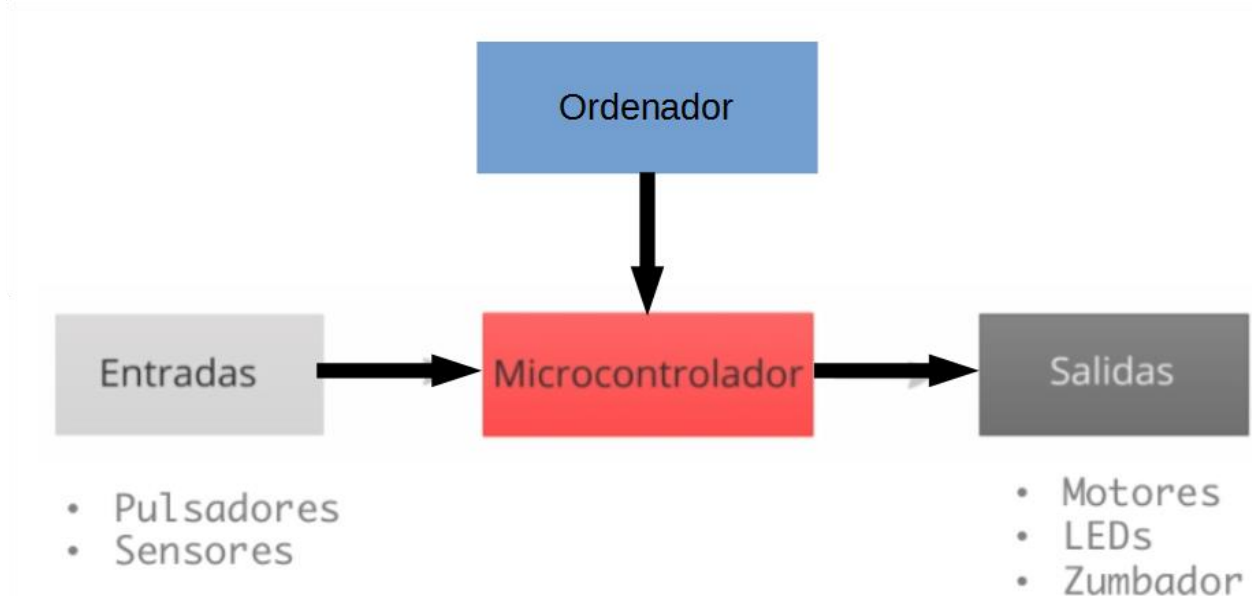 Ordenador
Entradas
Microcontrolador
Salidas
• Pulsadores
• Sensores
• Motores
• LEDs
• Zumbador